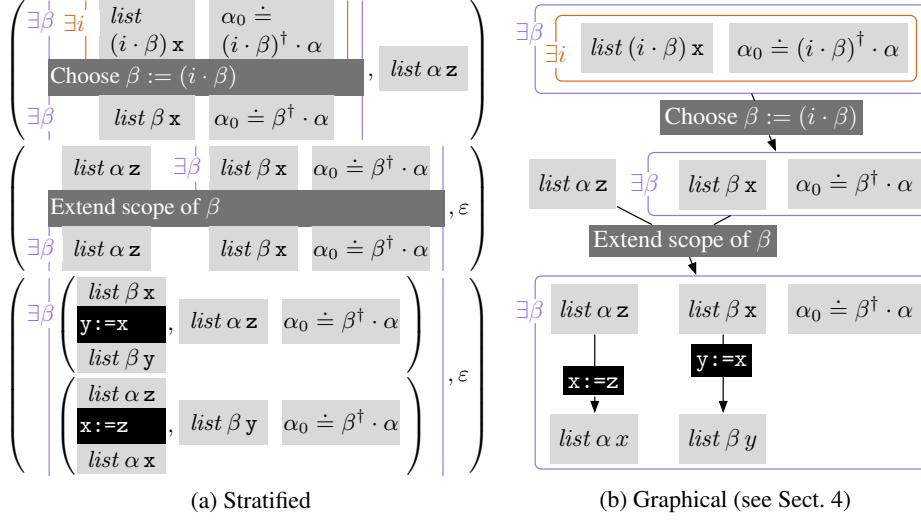 ∃β ∃i list (i · β) x α₀ ≐ (i · β)† · α
Choose β := (i · β) , list α z
∃β list β x α₀ ≐ β† · α
list α z ∃β list β x α₀ ≐ β† · α
Extend scope of β , ε
∃β list α z list β x α₀ ≐ β† · α
∃β list β x
y:=x , list α z α₀ ≐ β† · α
list β y
, ε
list α z
x:=z , list β y α₀ ≐ β† · α
list α x
(a) Stratified
∃β
∃i list (i · β) x α₀ ≐ (i · β)† · α
Choose β := (i · β)
list α z ∃β list β x α₀ ≐ β† · α
Extend scope of β
∃β list α z list β x α₀ ≐ β† · α
x:=z y:=x
list α x list β y
(b) Graphical (see Sect. 4)